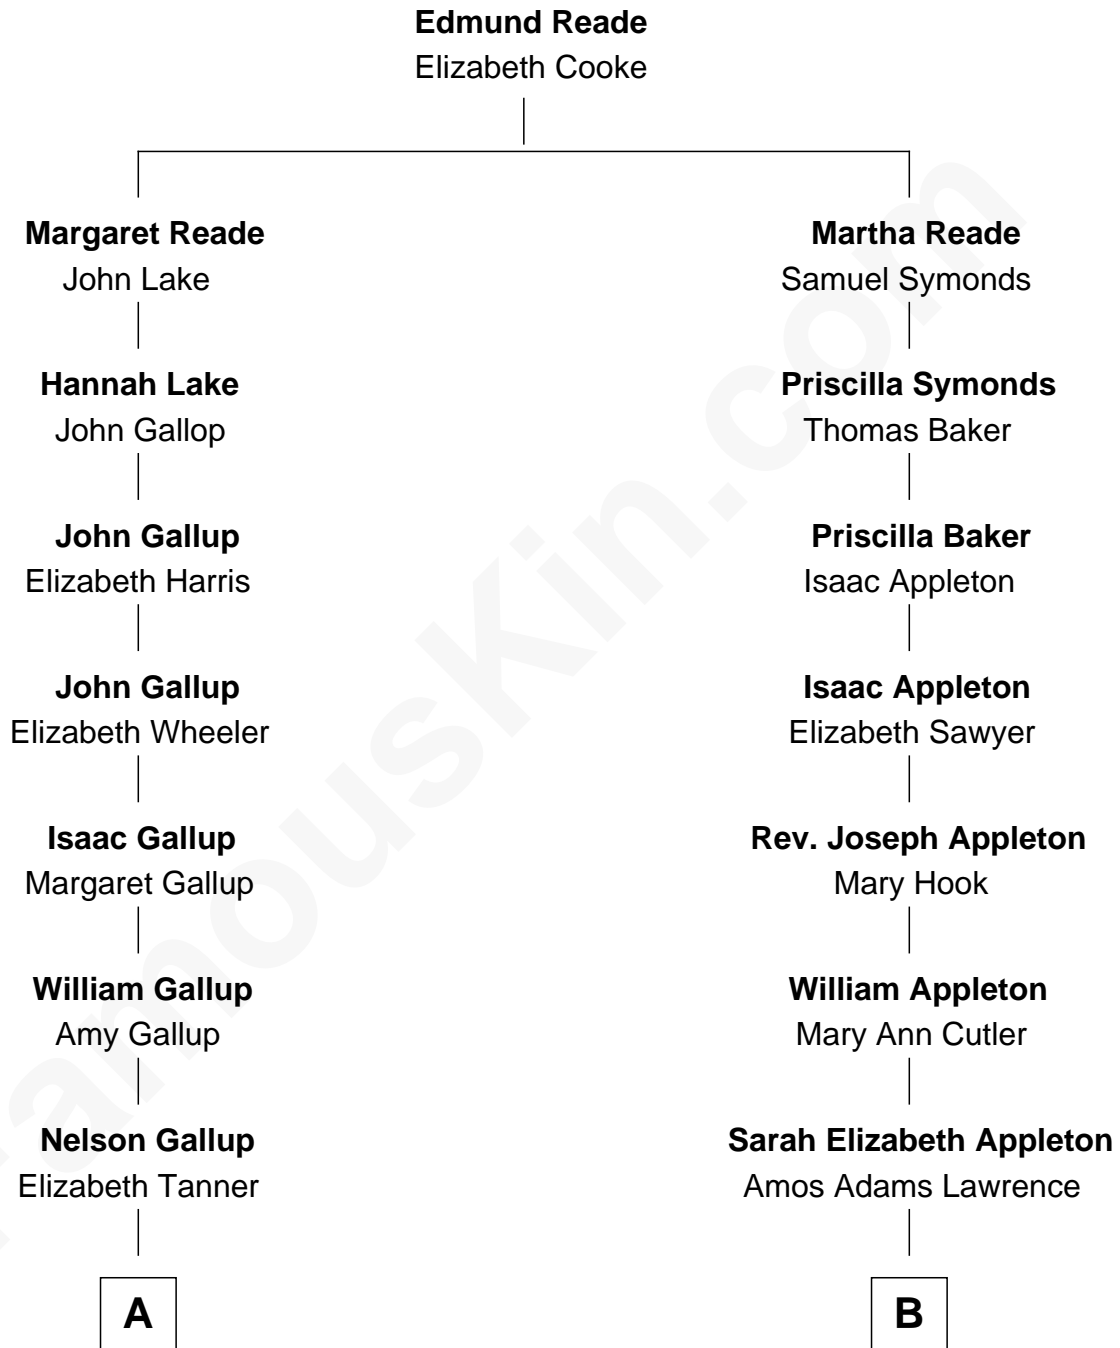 Edmund Reade
Elizabeth Cooke
Margaret Reade
John Lake
Martha Reade
Samuel Symonds
Hannah Lake
John Gallop
Priscilla Symonds
Thomas Baker
John Gallup
Elizabeth Harris
Priscilla Baker
Isaac Appleton
John Gallup
Elizabeth Wheeler
Isaac Appleton
Elizabeth Sawyer
Isaac Gallup
Margaret Gallup
Rev. Joseph Appleton
Mary Hook
William Gallup
Amy Gallup
William Appleton
Mary Ann Cutler
Nelson Gallup
Elizabeth Tanner
Sarah Elizabeth Appleton
Amos Adams Lawrence
A
B
FamousKin.com